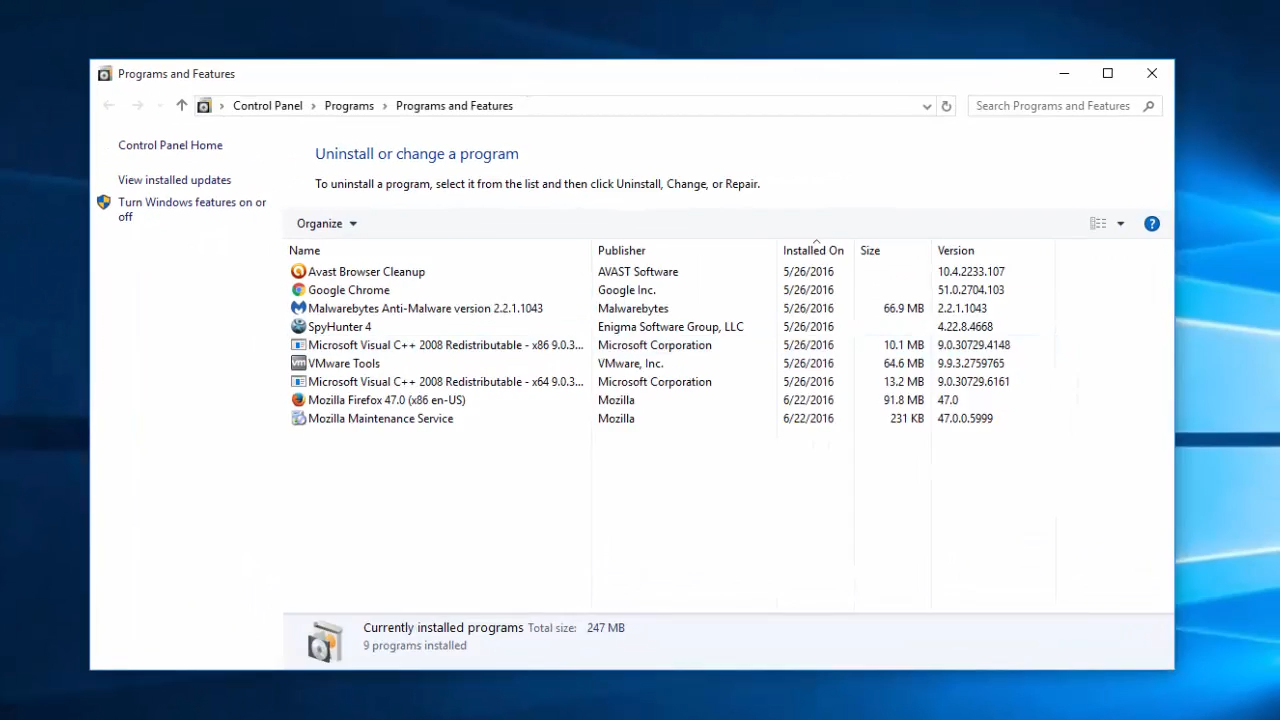 Programs and Features
Control Panel > Programs > Programs and Features
Search Programs and Features
Control Panel Home
View installed updates
Turn Windows features on or
off
Uninstall or change a program
To uninstall a program, select it from the list and then click Uninstall, Change, or Repair.
Organize
Name Publisher Installed On Size Version
Avast Browser Cleanup AVAST Software 5/26/2016 10.4.2233.107
Google Chrome Google Inc. 5/26/2016 51.0.2704.103
Malwarebytes Anti-Malware version 2.2.1.1043 Malwarebytes 5/26/2016 66.9 MB 2.2.1.1043
SpyHunter 4 Enigma Software Group, LLC 5/26/2016 4.22.8.4668
Microsoft Visual C++ 2008 Redistributable - x86 9.0.3... Microsoft Corporation 5/26/2016 10.1 MB 9.0.30729.4148
vm VMware Tools VMware, Inc. 5/26/2016 64.6 MB 9.9.3.2759765
Microsoft Visual C++ 2008 Redistributable - x64 9.0.3... Microsoft Corporation 5/26/2016 13.2 MB 9.0.30729.6161
Mozilla Firefox 47.0 (x86 en-US) Mozilla 6/22/2016 91.8 MB 47.0
Mozilla Maintenance Service Mozilla 6/22/2016 231 KB 47.0.0.5999
Currently installed programs Total size: 247 MB
9 programs installed